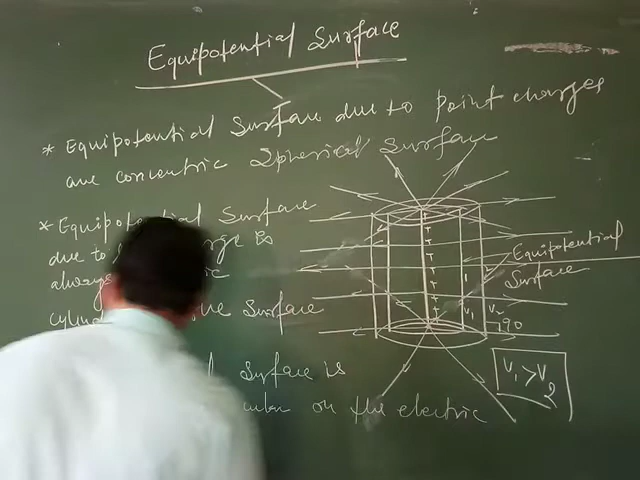 Equipotential Surface
* Equipotential Surface due to point charges
are concentric Spherical Surface
* Equipotential Surface
due to
always
Surface
Surface is
on the electric
Equipotential
Surface
V1 V2
90
V1 > V2